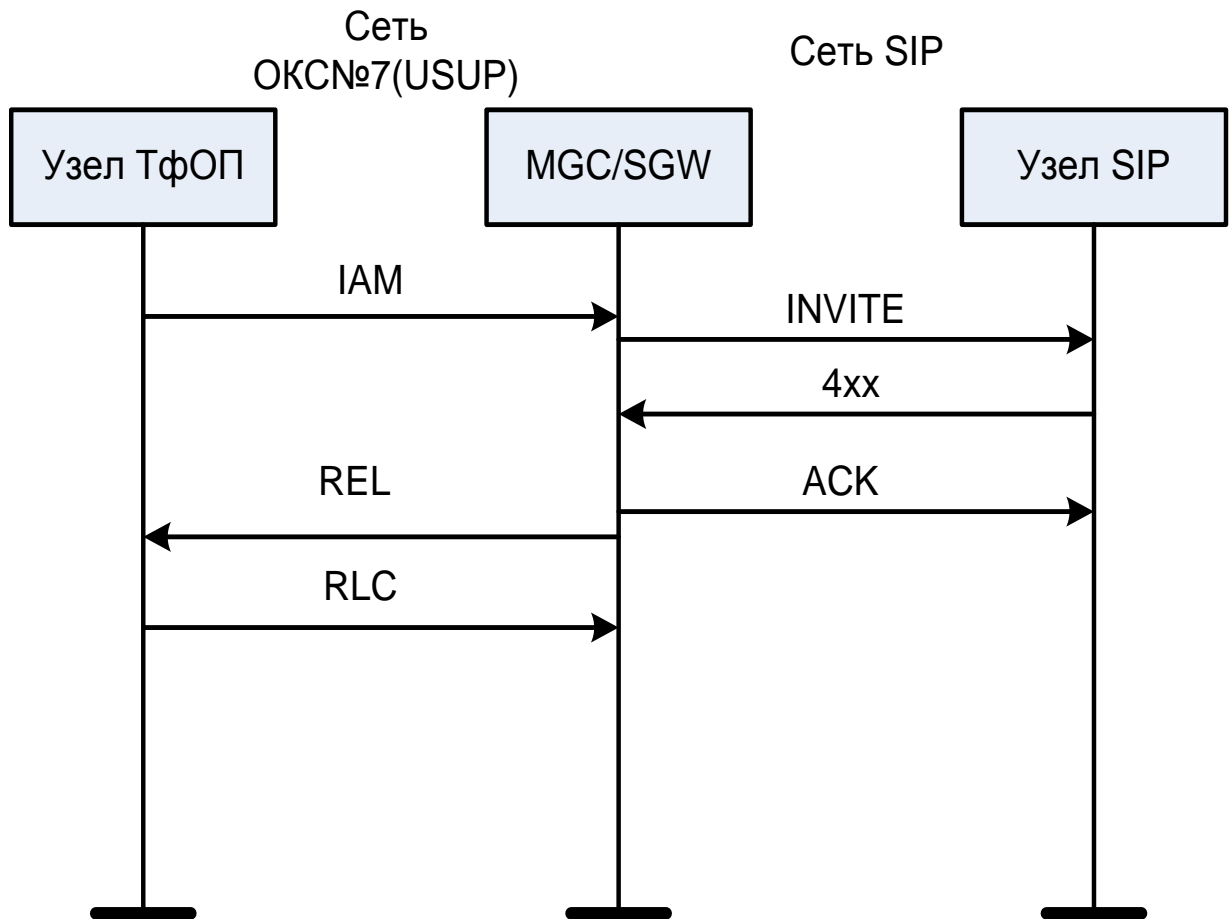 Сеть
ОКС№7(USUP)
Сеть SIP
Узел ТфОП
MGC/SGW
Узел SIP
IAM
INVITE
4xx
REL
ACK
RLC